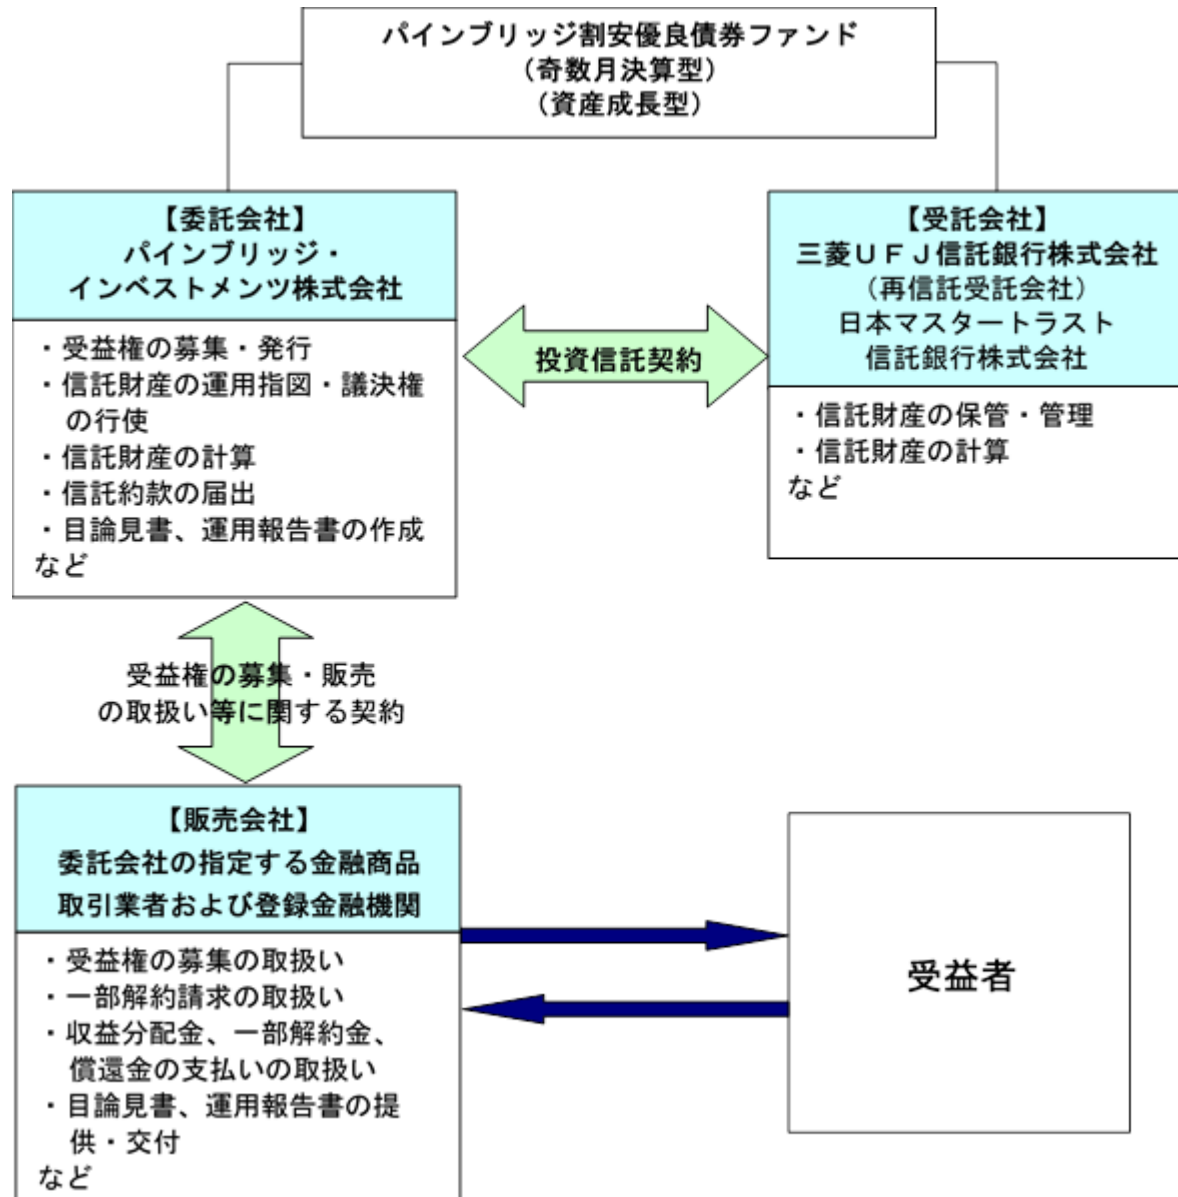 パインブリッジ割安優良債券ファンド
（奇数月決算型）
（資産成長型）
【委託会社】
パインブリッジ・
インベストメンツ株式会社
・受益権の募集・発行
・信託財産の運用指図・議決権
の行使
・信託財産の計算
・信託約款の届出
・目論見書、運用報告書の作成
など
投資信託契約
【受託会社】
三菱ＵＦＪ信託銀行株式会社
（再信託受託会社）
日本マスタートラスト
信託銀行株式会社
・信託財産の保管・管理
・信託財産の計算
など
受益権の募集・販売
の取扱い等に関する契約
【販売会社】
委託会社の指定する金融商品
取引業者および登録金融機関
・受益権の募集の取扱い
・一部解約請求の取扱い
・収益分配金、一部解約金、
償還金の支払いの取扱い
・目論見書、運用報告書の提
供・交付
など
受益者